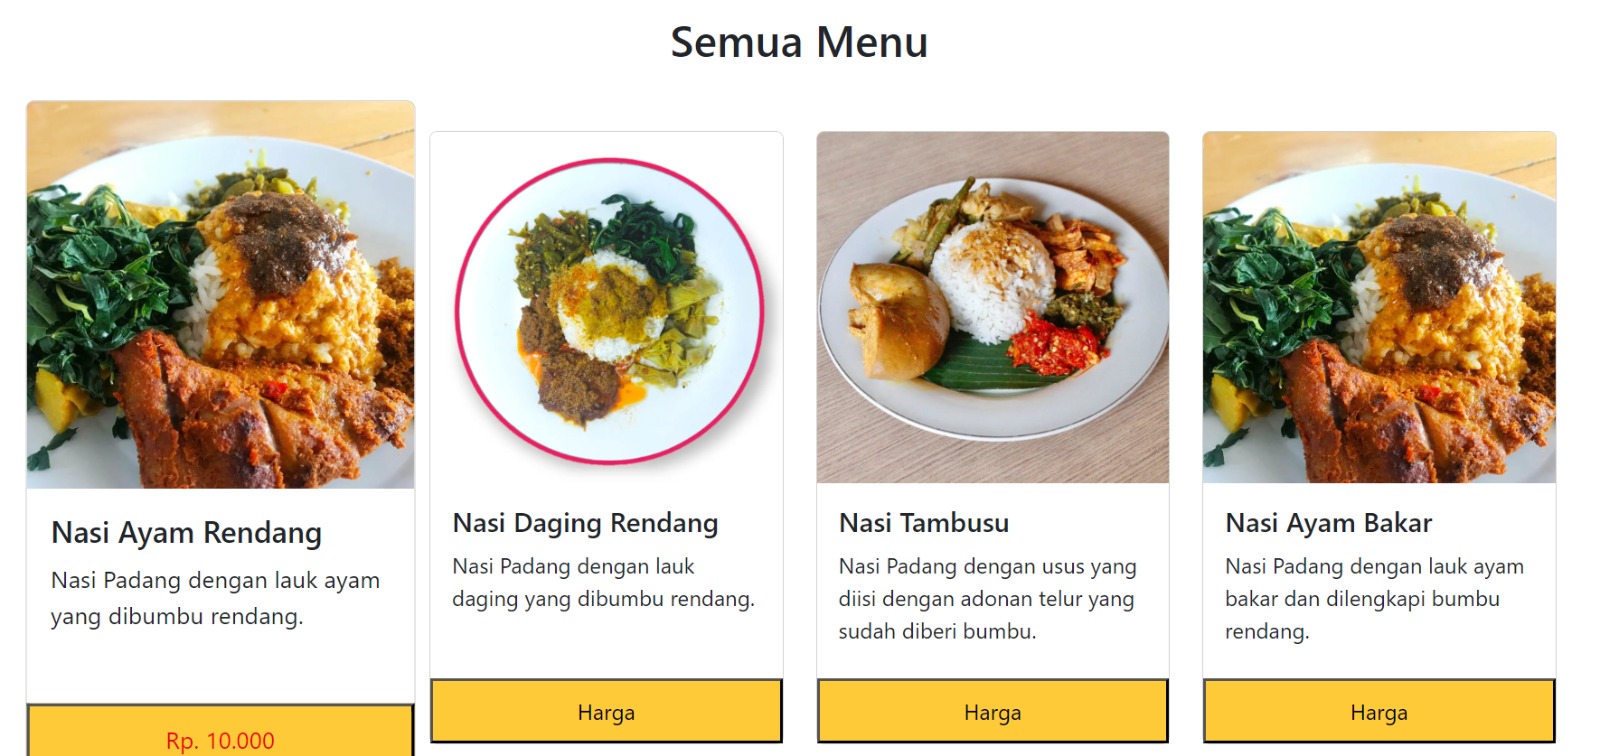 Semua Menu
Nasi Ayam Rendang
Nasi Padang dengan lauk ayam
yang dibumbu rendang.
Rp. 10.000
Nasi Daging Rendang
Nasi Padang dengan lauk
daging yang dibumbu rendang.
Harga
Nasi Tambusu
Nasi Padang dengan usus yang
diisi dengan adonan telur yang
sudah diberi bumbu.
Harga
Nasi Ayam Bakar
Nasi Padang dengan lauk ayam
bakar dan dilengkapi bumbu
rendang.
Harga